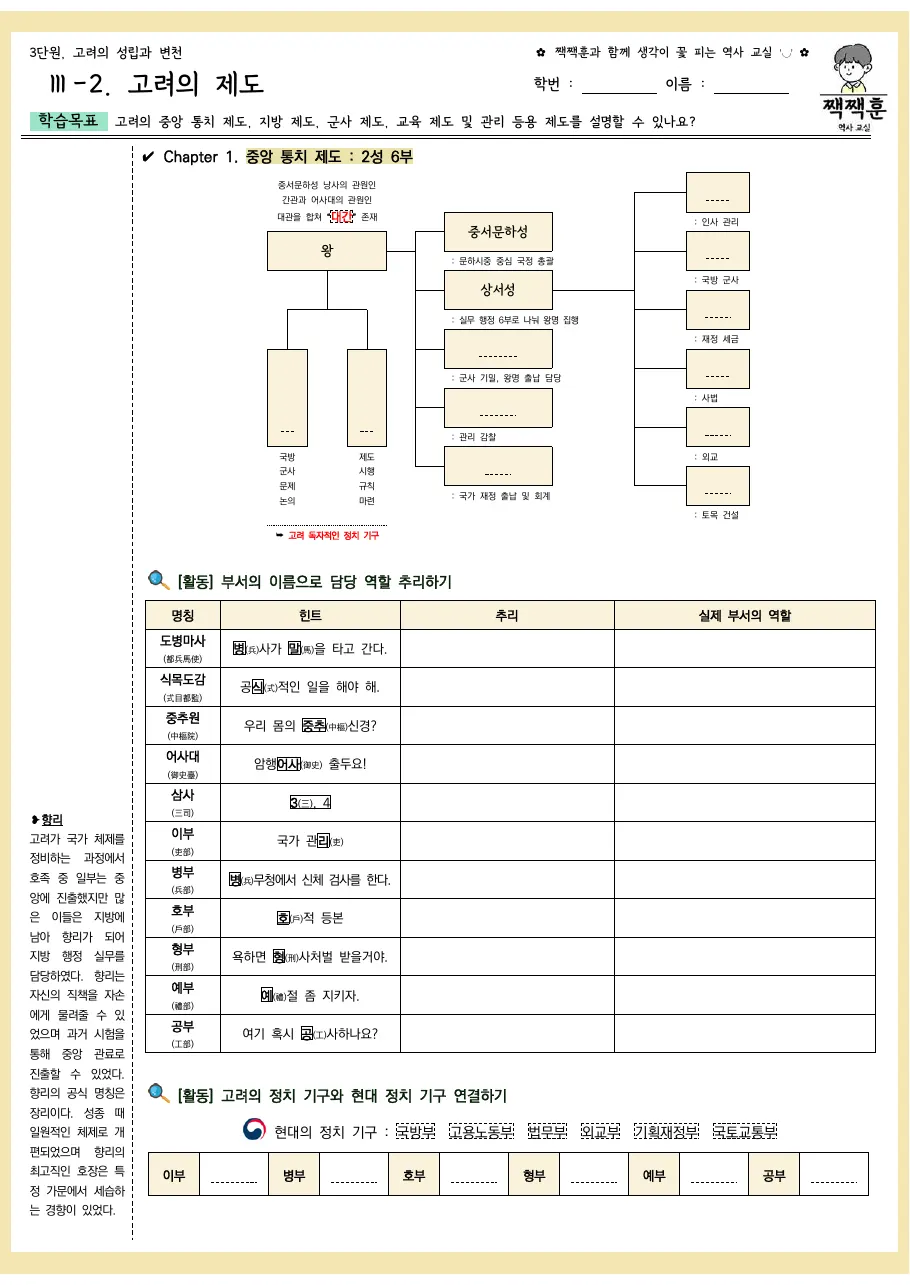 3단원. 고려의 성립과 변천
✿ 짹짹훈과 함께 생각이 꽃 피는 역사 교실 ✿
Ⅲ-2. 고려의 제도
학번 : 이름 :
짹짹훈
역사 교실
학습목표 고려의 중앙 통치 제도, 지방 제도, 군사 제도, 교육 제도 및 관리 등용 제도를 설명할 수 있나요?
✔ Chapter 1. 중앙 통치 제도 : 2성 6부
중서문하성 낭사의 관원인
간관과 어사대의 관원인
대관을 합쳐 "대간" 존재
왕
국방
군사
문제
논의
제도
시행
규칙
마련
➥ 고려 독자적인 정치 기구
중서문하성
: 문하시중 중심 국정 총괄
상서성
: 실무 행정 6부로 나눠 왕명 집행
: 군사 기밀, 왕명 출납 담당
: 관리 감찰
: 국가 재정 출납 및 회계
: 인사 관리
: 국방 군사
: 재정 세금
: 사법
: 외교
: 토목 건설
[활동] 부서의 이름으로 담당 역할 추리하기
명칭 힌트 추리 실제 부서의 역할
도병마사
(都兵馬使)
병(兵)사가 말(馬)을 타고 간다.
식목도감
(式目都監)
공식(式)적인 일을 해야 해.
중추원
(中樞院)
우리 몸의 중추(中樞)신경?
어사대
(御史臺)
암행어사(御史) 출두요!
삼사
(三司)
3(三), 4
이부
(吏部)
국가 관리(吏)
병부
(兵部)
병(兵)무청에서 신체 검사를 한다.
호부
(戶部)
호(戶)적 등본
형부
(刑部)
욕하면 형(刑)사처벌 받을거야.
예부
(禮部)
예(禮)절 좀 지키자.
공부
(工部)
여기 혹시 공(工)사하나요?
❥향리
고려가 국가 체제를
정비하는 과정에서
호족 중 일부는 중
앙에 진출했지만 많
은 이들은 지방에
남아 향리가 되어
지방 행정 실무를
담당하였다. 향리는
자신의 직책을 자손
에게 물려줄 수 있
었으며 과거 시험을
통해 중앙 관료로
진출할 수 있었다.
향리의 공식 명칭은
장리이다. 성종 때
일원적인 체제로 개
편되었으며 향리의
최고직인 호장은 특
정 가문에서 세습하
는 경향이 있었다.
[활동] 고려의 정치 기구와 현대 정치 기구 연결하기
현대의 정치 기구 : 국방부 고용노동부 법무부 외교부 기획재정부 국토교통부
이부 병부 호부 형부 예부 공부